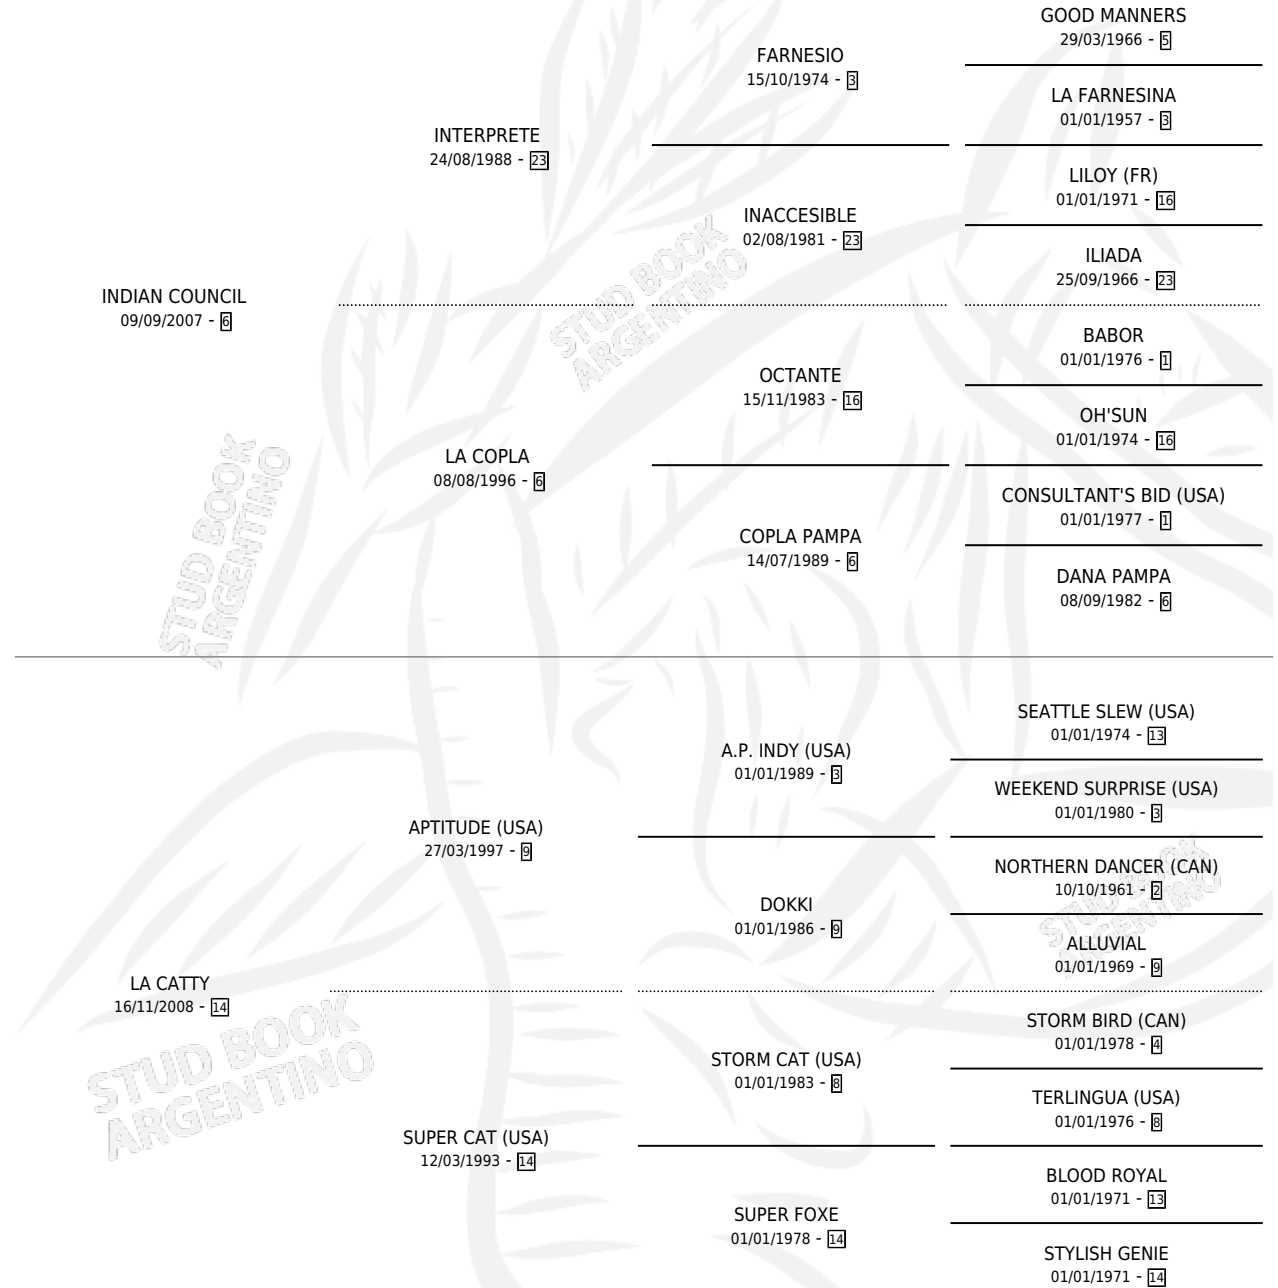 GOOD MANNERS
29/03/1966 - 5
FARNESIO
15/10/1974 - 3
LA FARNESINA
01/01/1957 - 3
INTERPRETE
24/08/1988 - 23
LILOY (FR)
01/01/1971 - 16
INACCESIBLE
02/08/1981 - 23
ILIADA
25/09/1966 - 23
INDIAN COUNCIL
09/09/2007 - 6
BABOR
01/01/1976 - 1
OCTANTE
15/11/1983 - 16
OH'SUN
01/01/1974 - 16
LA COPLA
08/08/1996 - 6
CONSULTANT'S BID (USA)
01/01/1977 - 1
COPLA PAMPA
14/07/1989 - 6
DANA PAMPA
08/09/1982 - 6
SEATTLE SLEW (USA)
01/01/1974 - 13
A.P. INDY (USA)
01/01/1989 - 3
WEEKEND SURPRISE (USA)
01/01/1980 - 3
APTITUDE (USA)
27/03/1997 - 9
NORTHERN DANCER (CAN)
10/10/1961 - 2
DOKKI
01/01/1986 - 9
ALLUVIAL
01/01/1969 - 9
LA CATTY
16/11/2008 - 14
STORM BIRD (CAN)
01/01/1978 - 4
STORM CAT (USA)
01/01/1983 - 8
TERLINGUA (USA)
01/01/1976 - 8
SUPER CAT (USA)
12/03/1993 - 14
BLOOD ROYAL
01/01/1971 - 13
SUPER FOXE
01/01/1978 - 14
STYLISH GENIE
01/01/1971 - 14
STUD BOOK
ARGENTINO
STUD BOOK
ARGENTINO
STUD BOOK
ARGENTINO
STUD BOOK
ARGENTINO